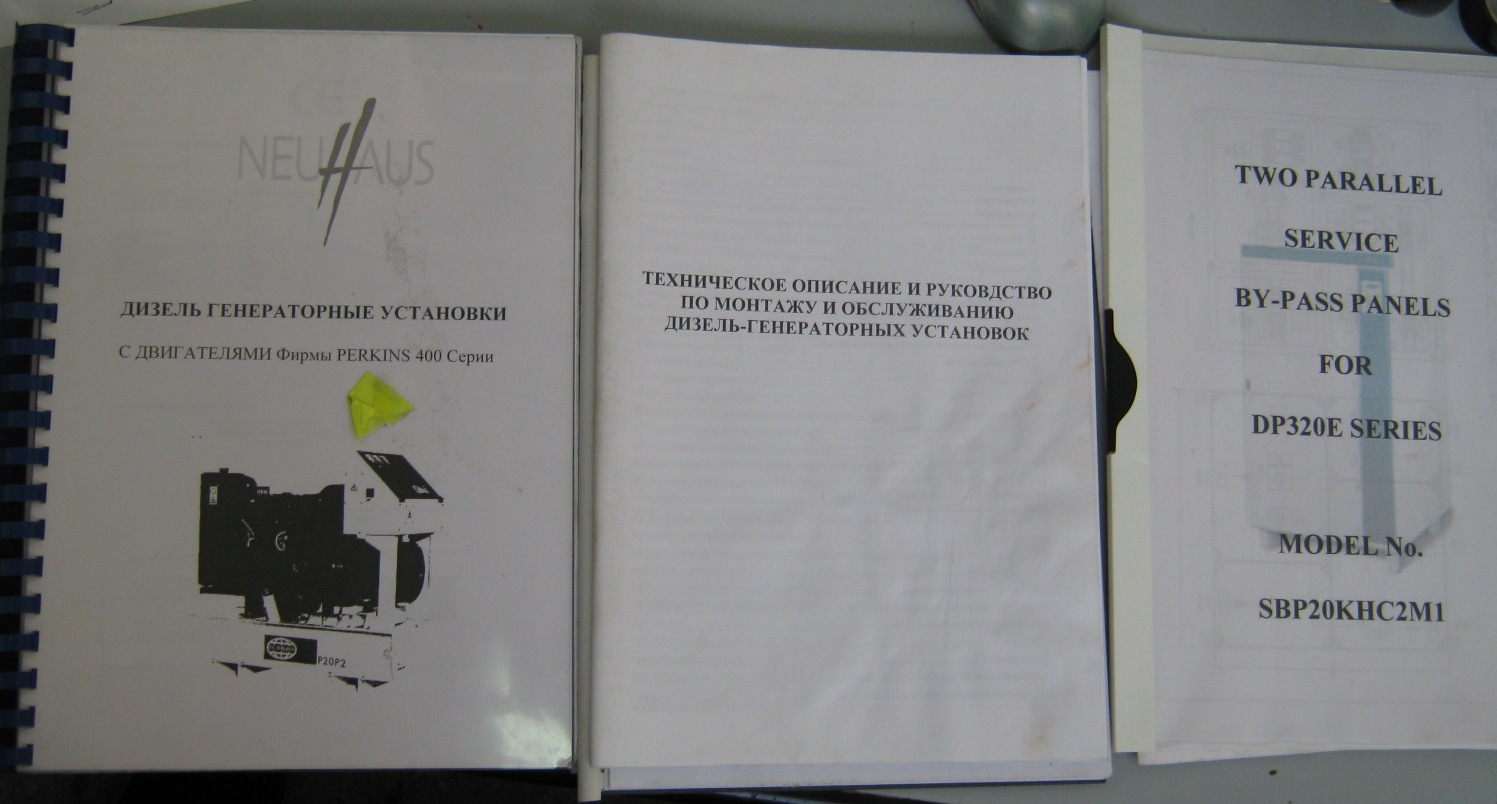 NEUHAUS
ДИЗЕЛЬ ГЕНЕРАТОРНЫЕ УСТАНОВКИ
С ДВИГАТЕЛЯМИ Фирмы PERKINS 400 Серии
P20P2
ТЕХНИЧЕСКОЕ ОПИСАНИЕ И РУКОВДСТВО
ПО МОНТАЖУ И ОБСЛУЖИВАНИЮ
ДИЗЕЛЬ-ГЕНЕРАТОРНЫХ УСТАНОВОК
TWO PARALLEL
SERVICE
BY-PASS PANELS
FOR
DP320E SERIES
MODEL No.
SBP20KHC2M1